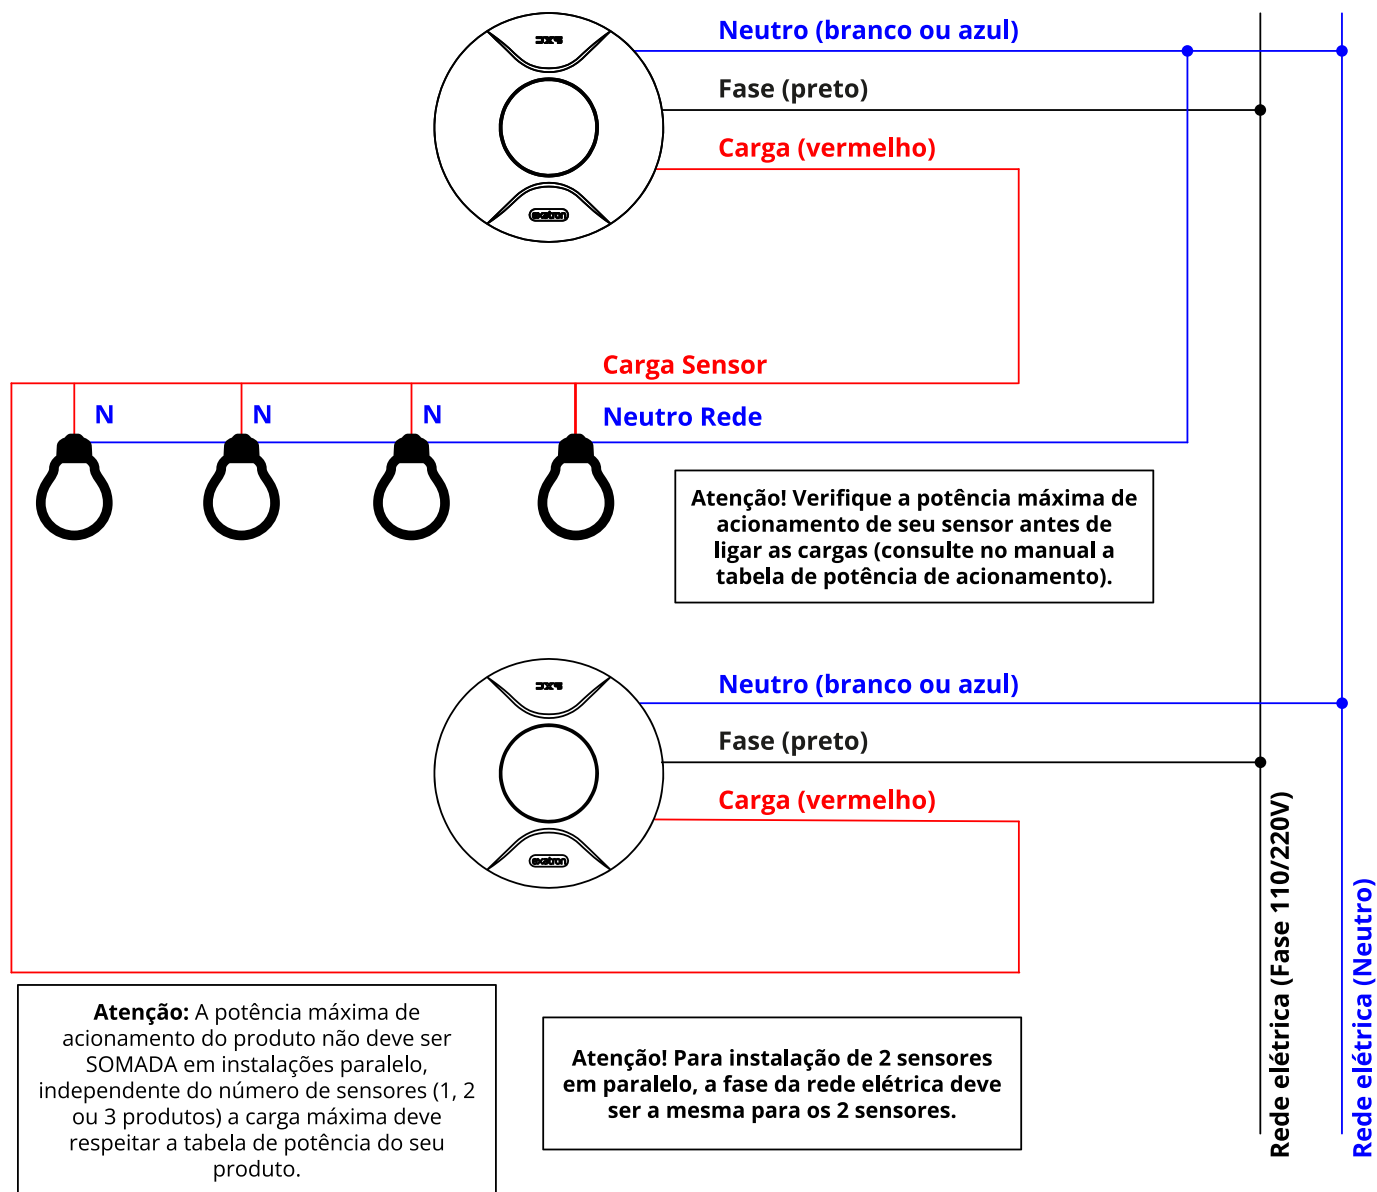 Neutro (branco ou azul)
Fase (preto)
Carga (vermelho)
exatron
Carga Sensor
N
N
N
Neutro Rede
Atenção! Verifique a potência máxima de
acionamento de seu sensor antes de
ligar as cargas (consulte no manual a
tabela de potência de acionamento).
Neutro (branco ou azul)
Fase (preto)
Carga (vermelho)
exatron
Rede elétrica (Fase 110/220V)
Rede elétrica (Neutro)
Atenção: A potência máxima de
acionamento do produto não deve ser
SOMADA em instalações paralelo,
independente do número de sensores (1, 2
ou 3 produtos) a carga máxima deve
respeitar a tabela de potência do seu
produto.
Atenção! Para instalação de 2 sensores
em paralelo, a fase da rede elétrica deve
ser a mesma para os 2 sensores.